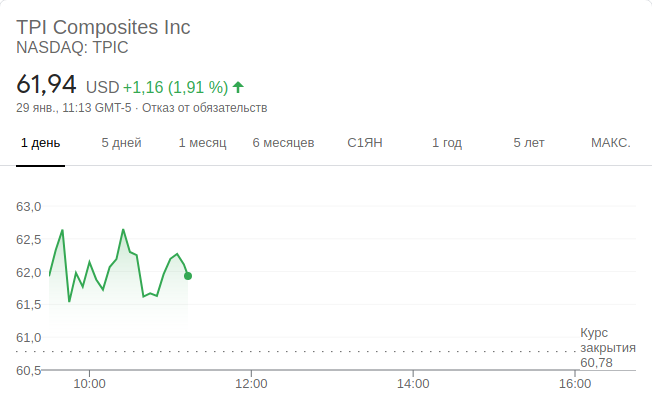 TPI Composites Inc
NASDAQ: TPIC
61,94 USD +1,16 (1,91 %)
29 янв., 11:13 GMT-5 · Отказ от обязательств
1 день 5 дней 1 месяц 6 месяцев С1ЯН 1 год 5 лет МАКС.
63,0
62,5
62,0
61,5
61,0
60,5
Курс
закрытия
60,78
10:00 12:00 14:00 16:00